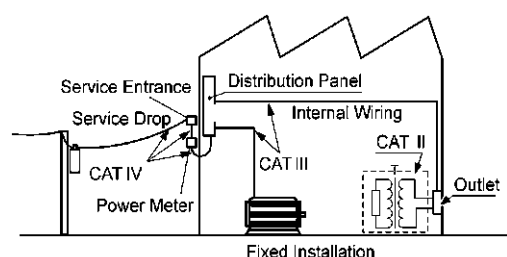 Service Entrance
Distribution Panel
Service Drop
Internal Wiring
CAT III
CAT II
CAT IV
Outlet
Power Meter
Fixed Installation